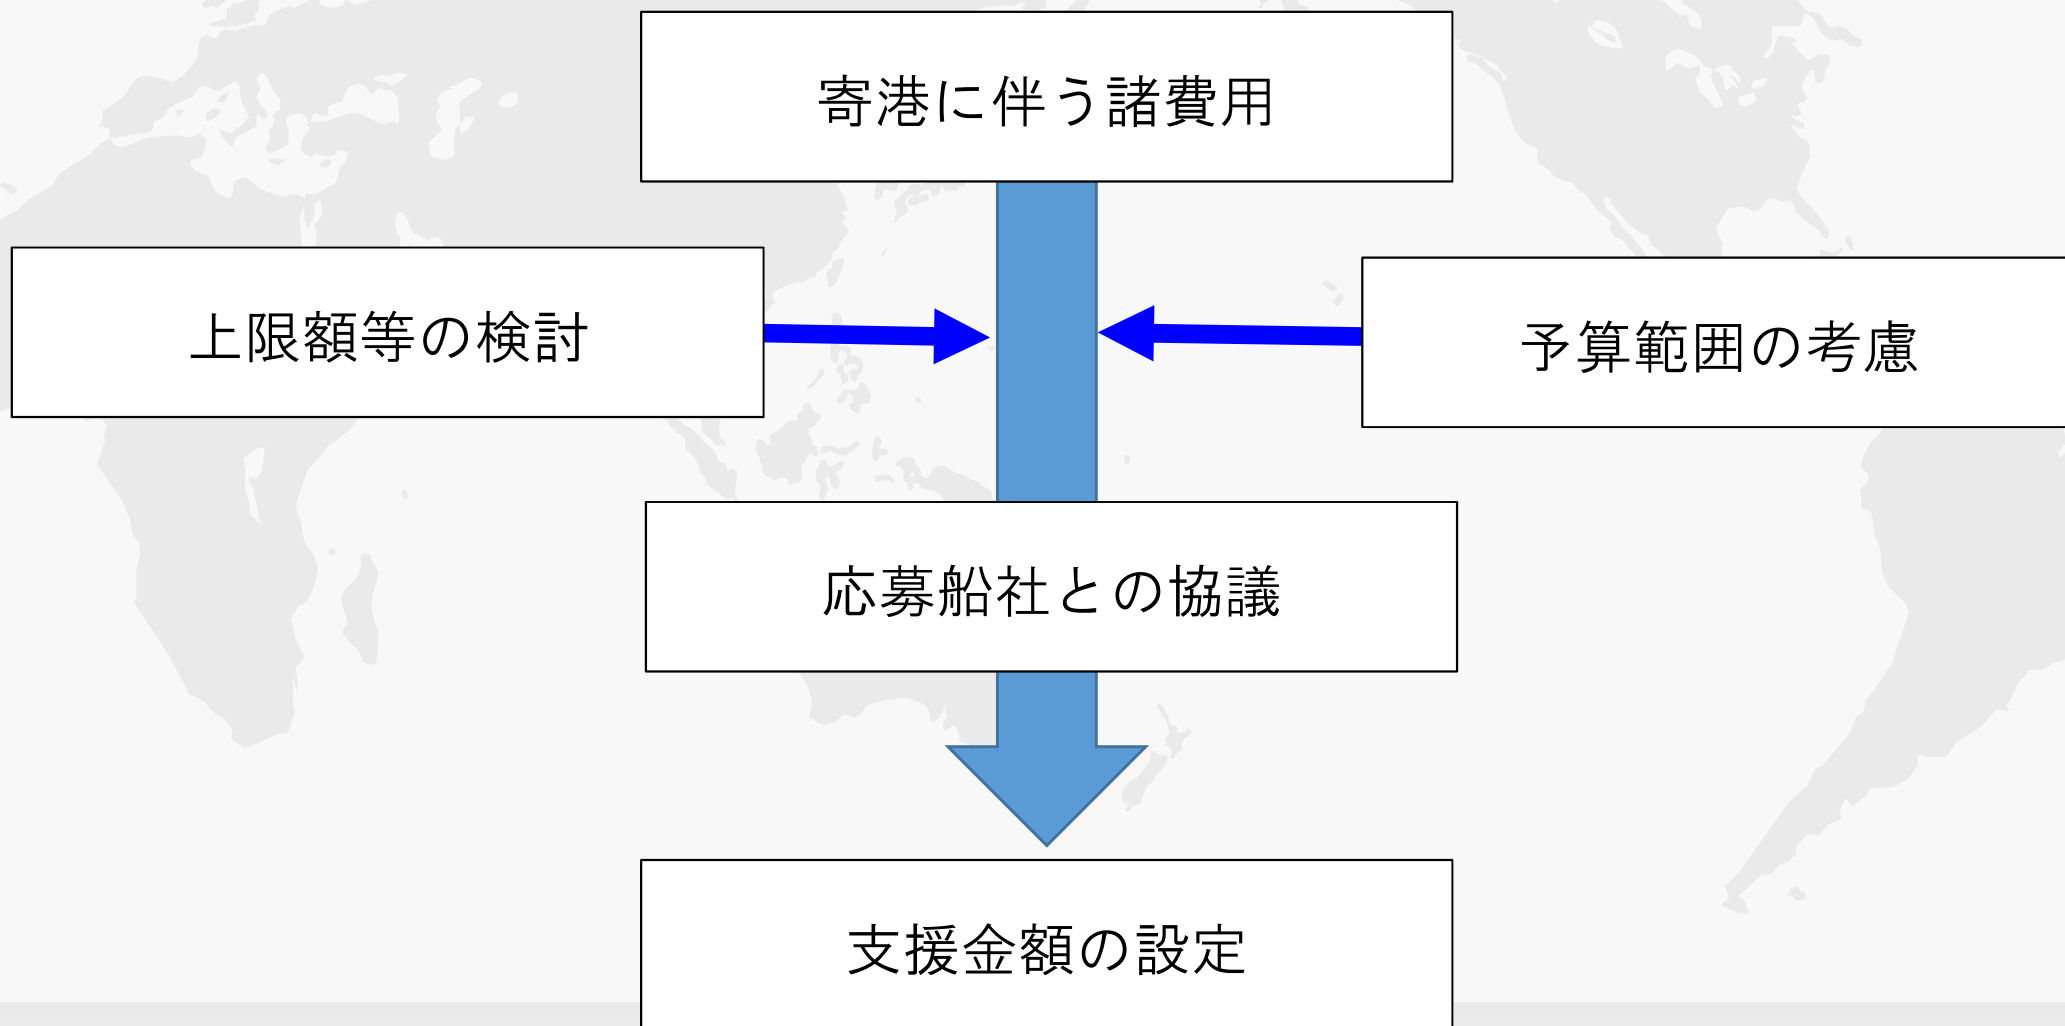 寄港に伴う諸費用
上限額等の検討
予算範囲の考慮
応募船社との協議
支援金額の設定